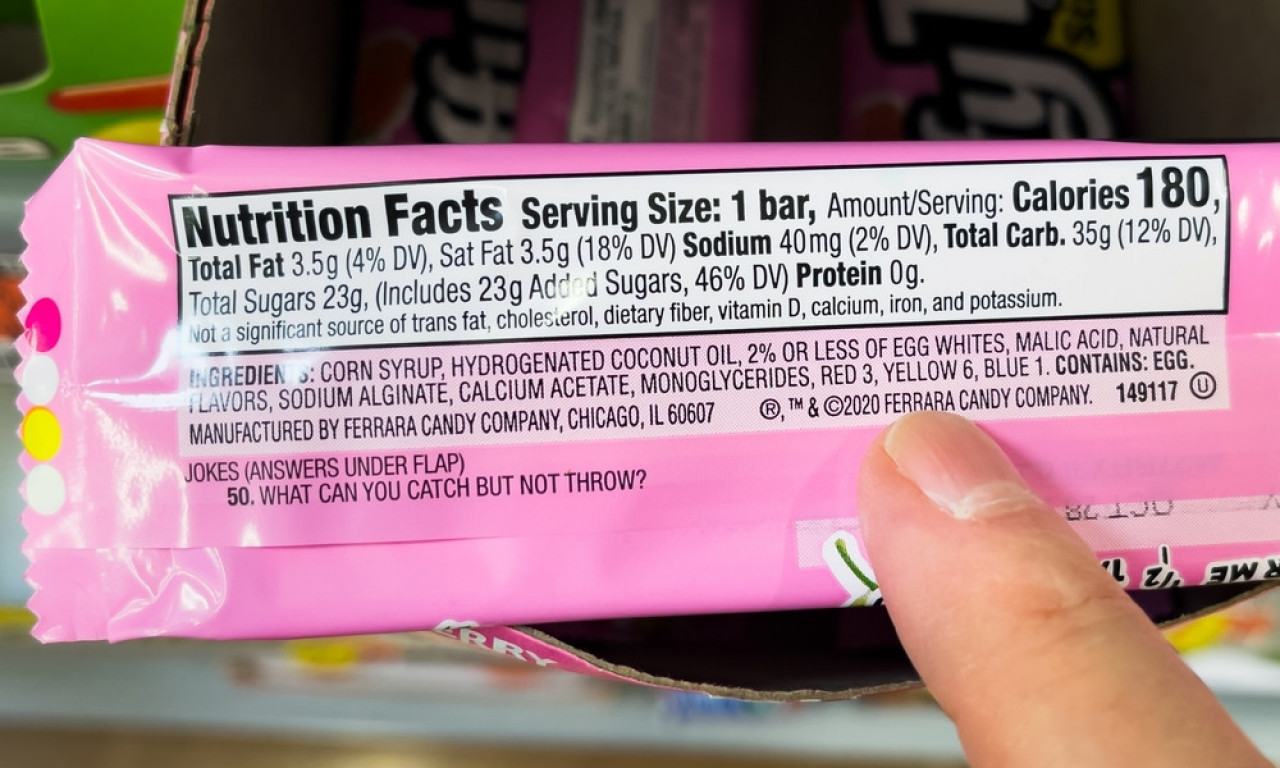 Nutrition Facts Serving Size: 1 bar, Amount/Serving: Calories 180,
Total Fat 3.5g (4% DV), Sat Fat 3.5g (18% DV) Sodium 40mg (2% DV), Total Carb. 35g (12% DV),
Total Sugars 23g, (Includes 23g Added Sugars, 46% DV) Protein 0g.
Not a significant source of trans fat, cholesterol, dietary fiber, vitamin D, calcium, iron, and potassium.
INGREDIENTS: CORN SYRUP, HYDROGENATED COCONUT OIL, 2% OR LESS OF EGG WHITES, MALIC ACID, NATURAL
FLAVORS, SODIUM ALGINATE, CALCIUM ACETATE, MONOGLYCERIDES, RED 3, YELLOW 6, BLUE 1. CONTAINS: EGG.
MANUFACTURED BY FERRARA CANDY COMPANY, CHICAGO, IL 60607 ®, ™ & ©2020 FERRARA CANDY COMPANY. 149117 Ⓤ
JOKES (ANSWERS UNDER FLAP)
50. WHAT CAN YOU CATCH BUT NOT THROW?
ERRY